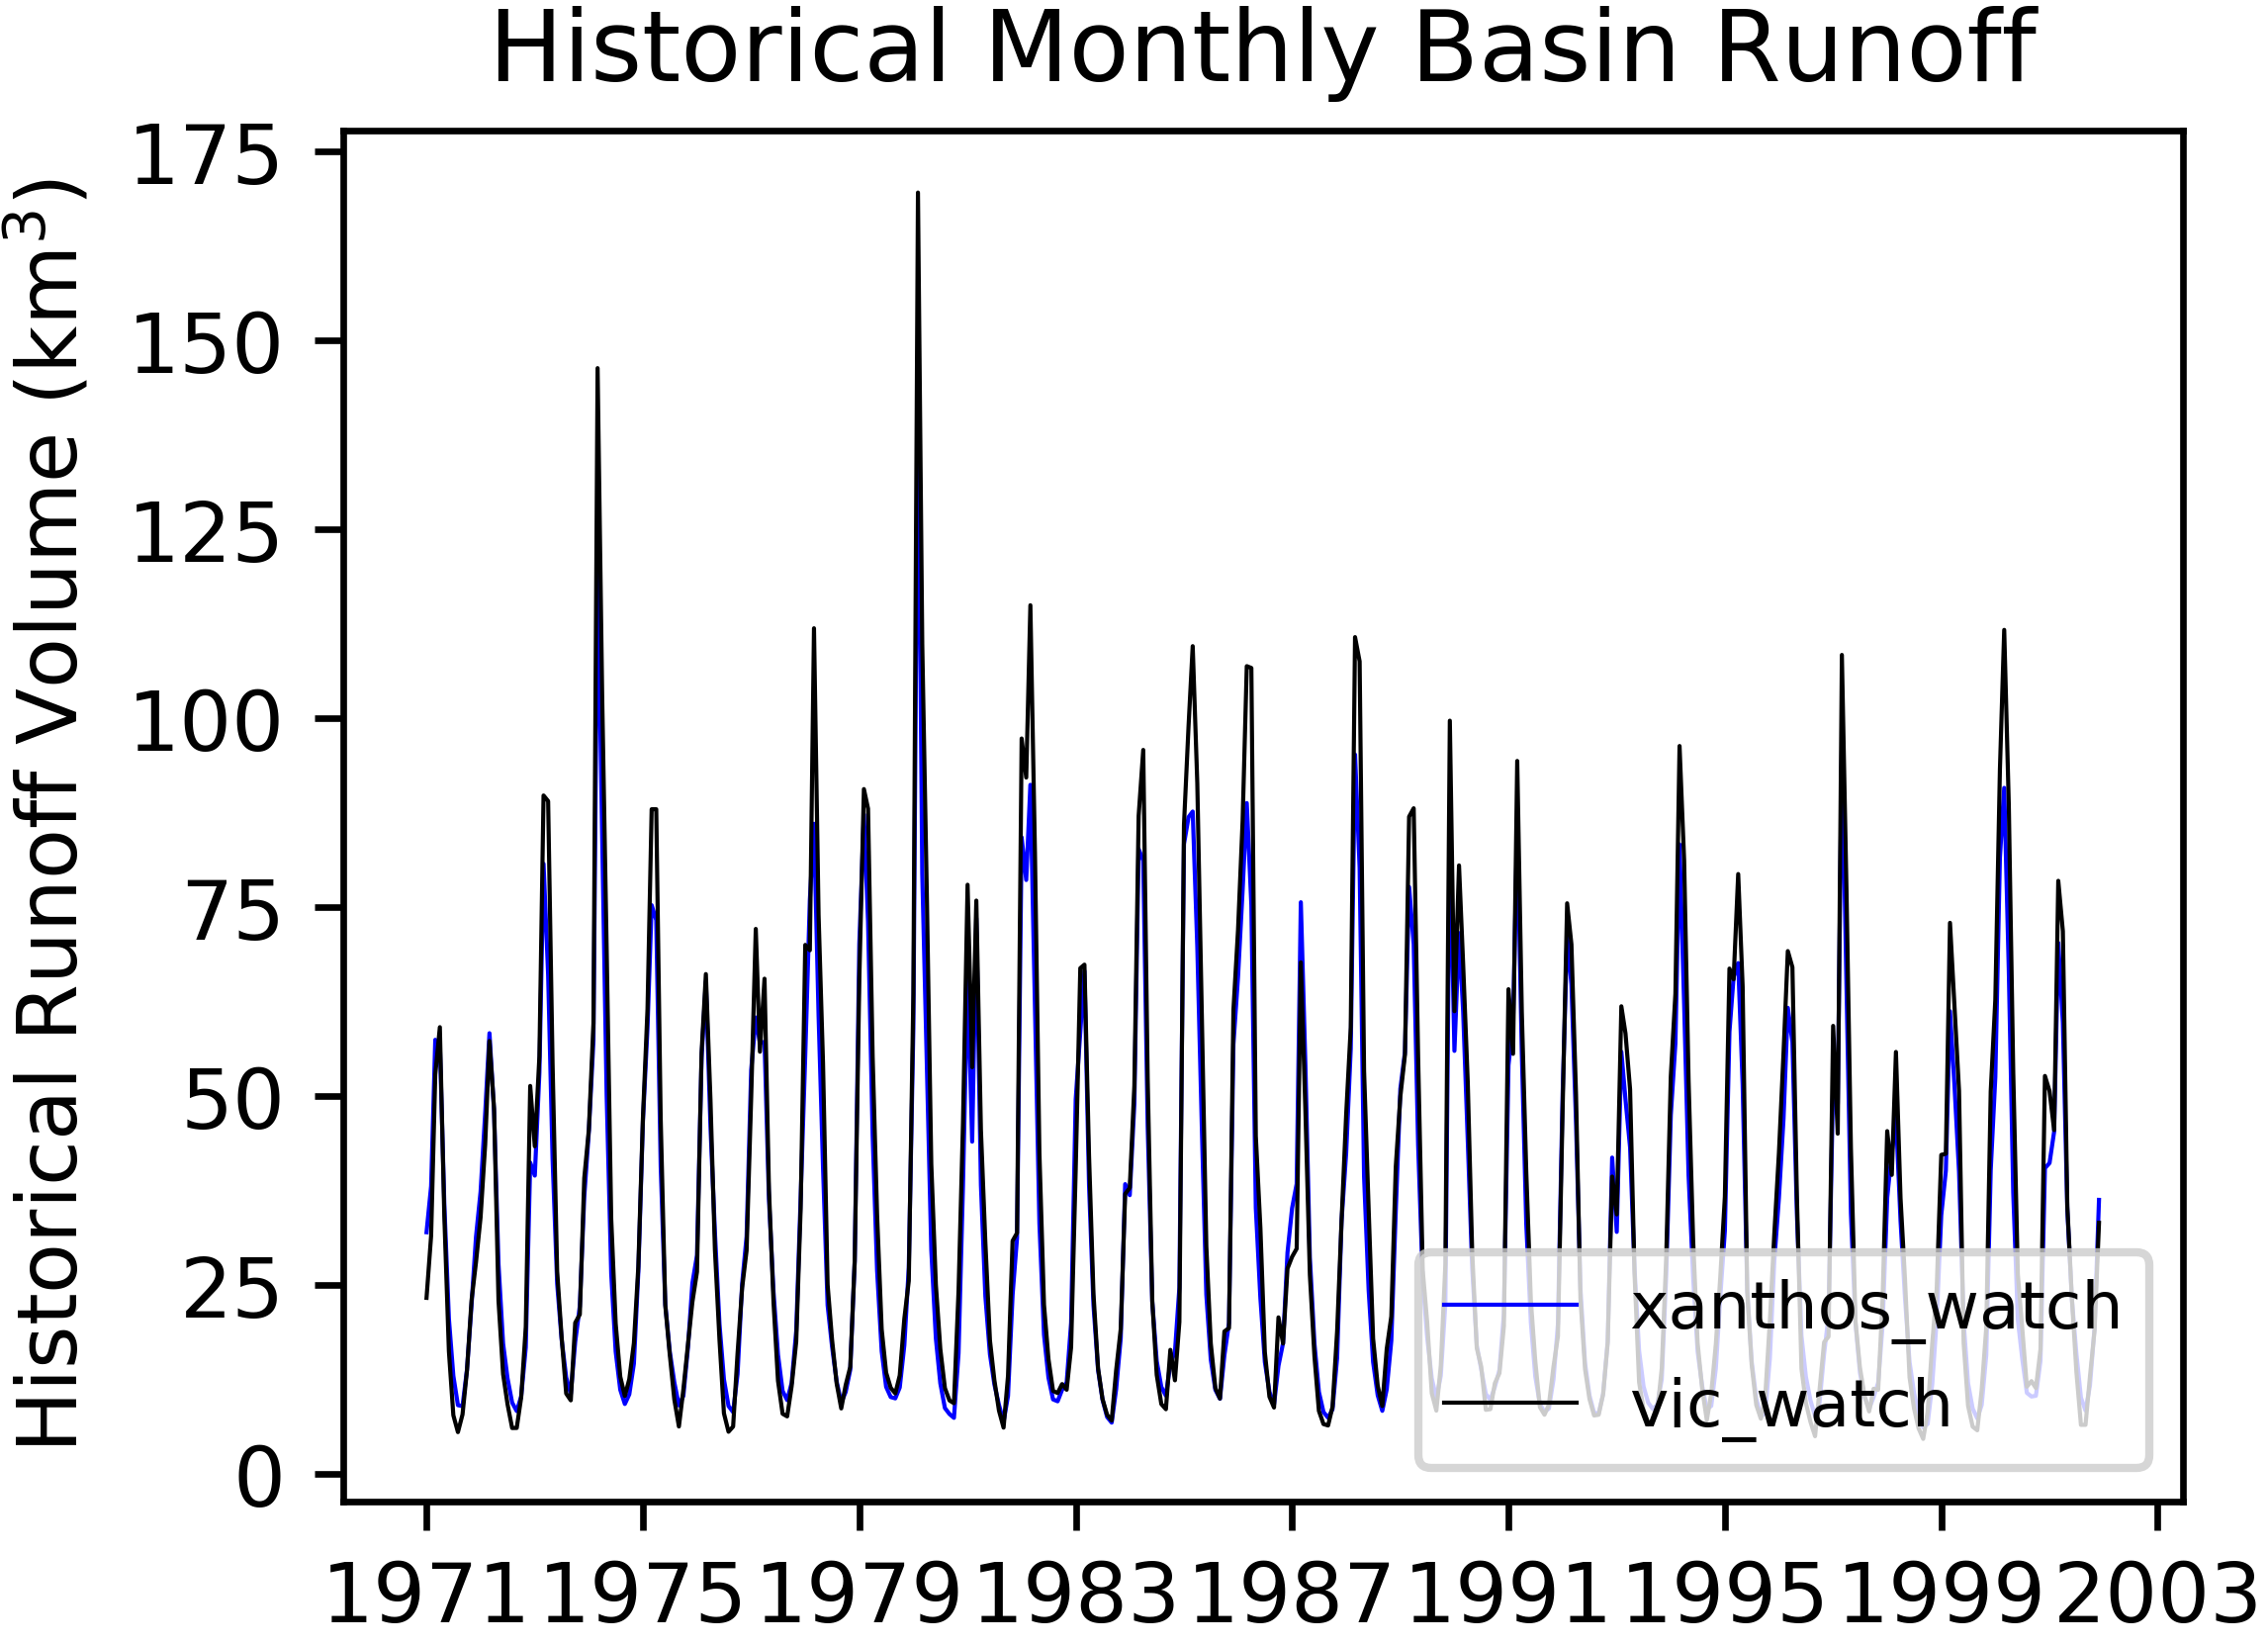 Historical Monthly Basin Runoff
Historical Runoff Volume (km³)
175
150
125
100
75
50
25
0
xanthos_watch
vic_watch
1971 1975 1979 1983 1987 1991 1995 1999 2003